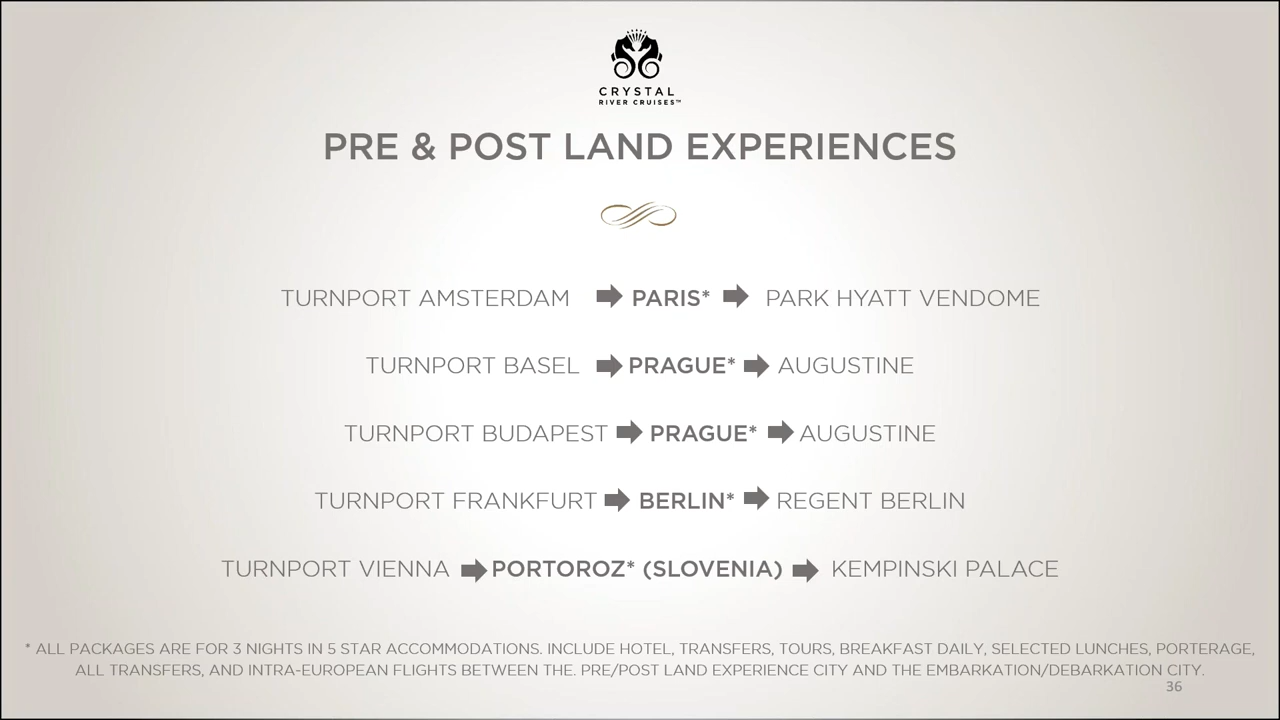 CRYSTAL
RIVER CRUISES™
PRE & POST LAND EXPERIENCES
TURNPORT AMSTERDAM PARIS* PARK HYATT VENDOME
TURNPORT BASEL PRAGUE* AUGUSTINE
TURNPORT BUDAPEST PRAGUE* AUGUSTINE
TURNPORT FRANKFURT BERLIN* REGENT BERLIN
TURNPORT VIENNA PORTOROZ* (SLOVENIA) KEMPINSKI PALACE
* ALL PACKAGES ARE FOR 3 NIGHTS IN 5 STAR ACCOMMODATIONS. INCLUDE HOTEL, TRANSFERS, TOURS, BREAKFAST DAILY, SELECTED LUNCHES, PORTERAGE,
ALL TRANSFERS, AND INTRA-EUROPEAN FLIGHTS BETWEEN THE. PRE/POST LAND EXPERIENCE CITY AND THE EMBARKATION/DEBARKATION CITY.
36